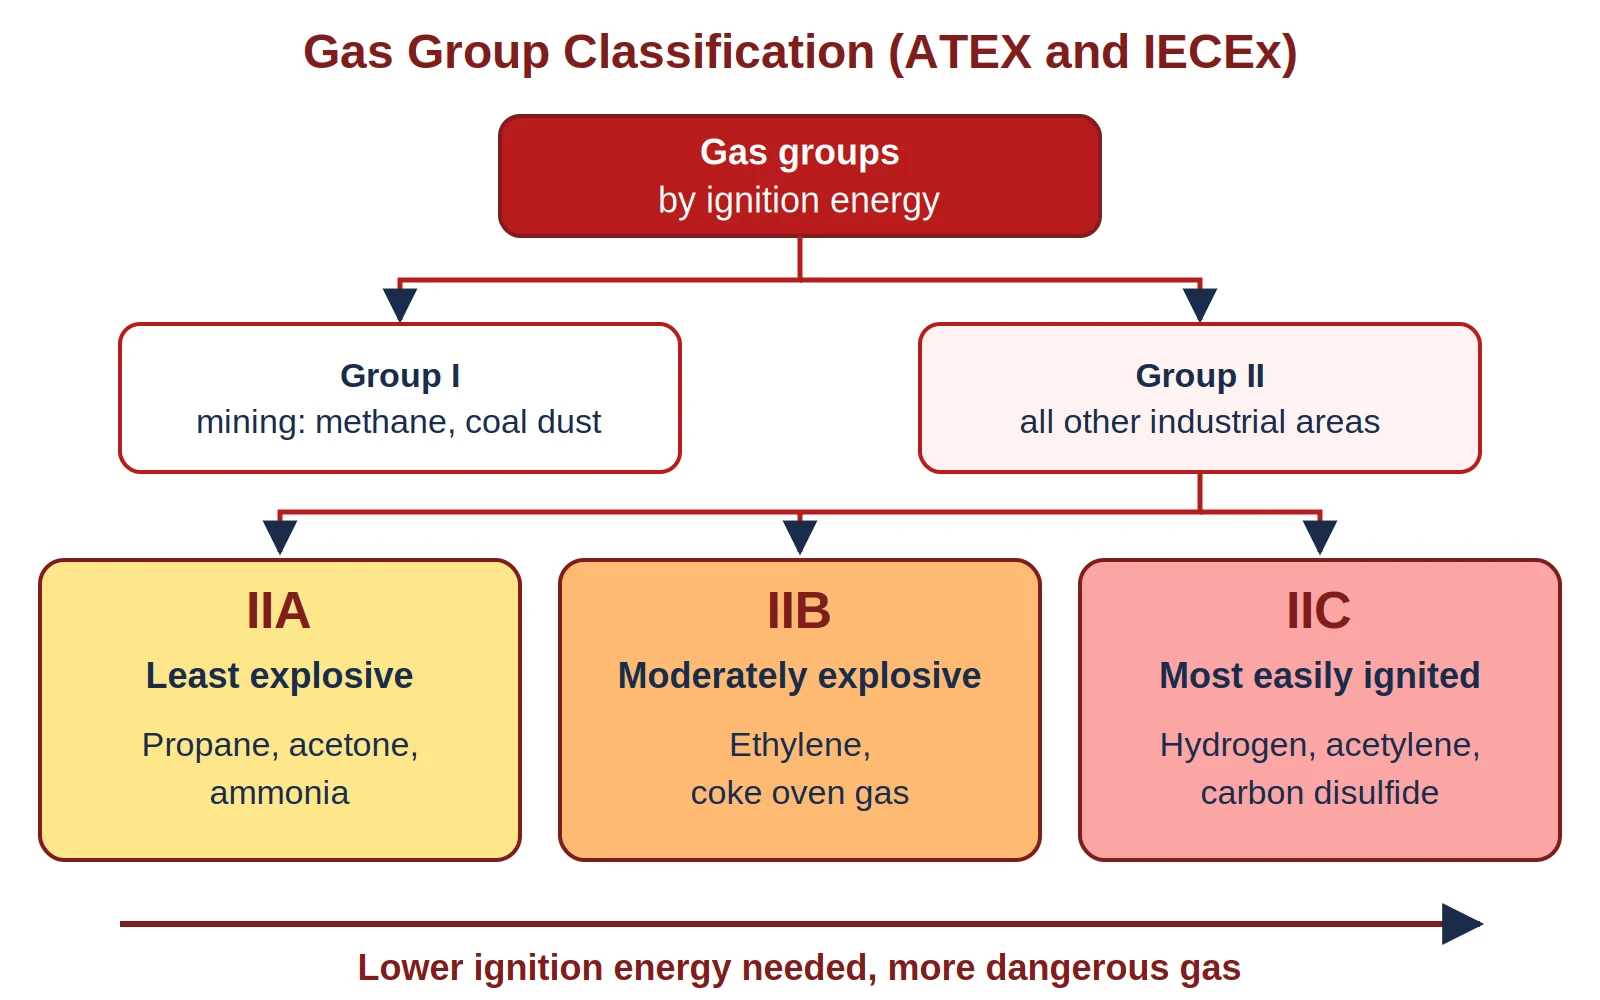 Gas Group Classification (ATEX and IECEx)
Gas groups
by ignition energy
Group I
mining: methane, coal dust
Group II
all other industrial areas
IIA
Least explosive
Propane, acetone,
ammonia
IIB
Moderately explosive
Ethylene,
coke oven gas
IIC
Most easily ignited
Hydrogen, acetylene,
carbon disulfide
Lower ignition energy needed, more dangerous gas